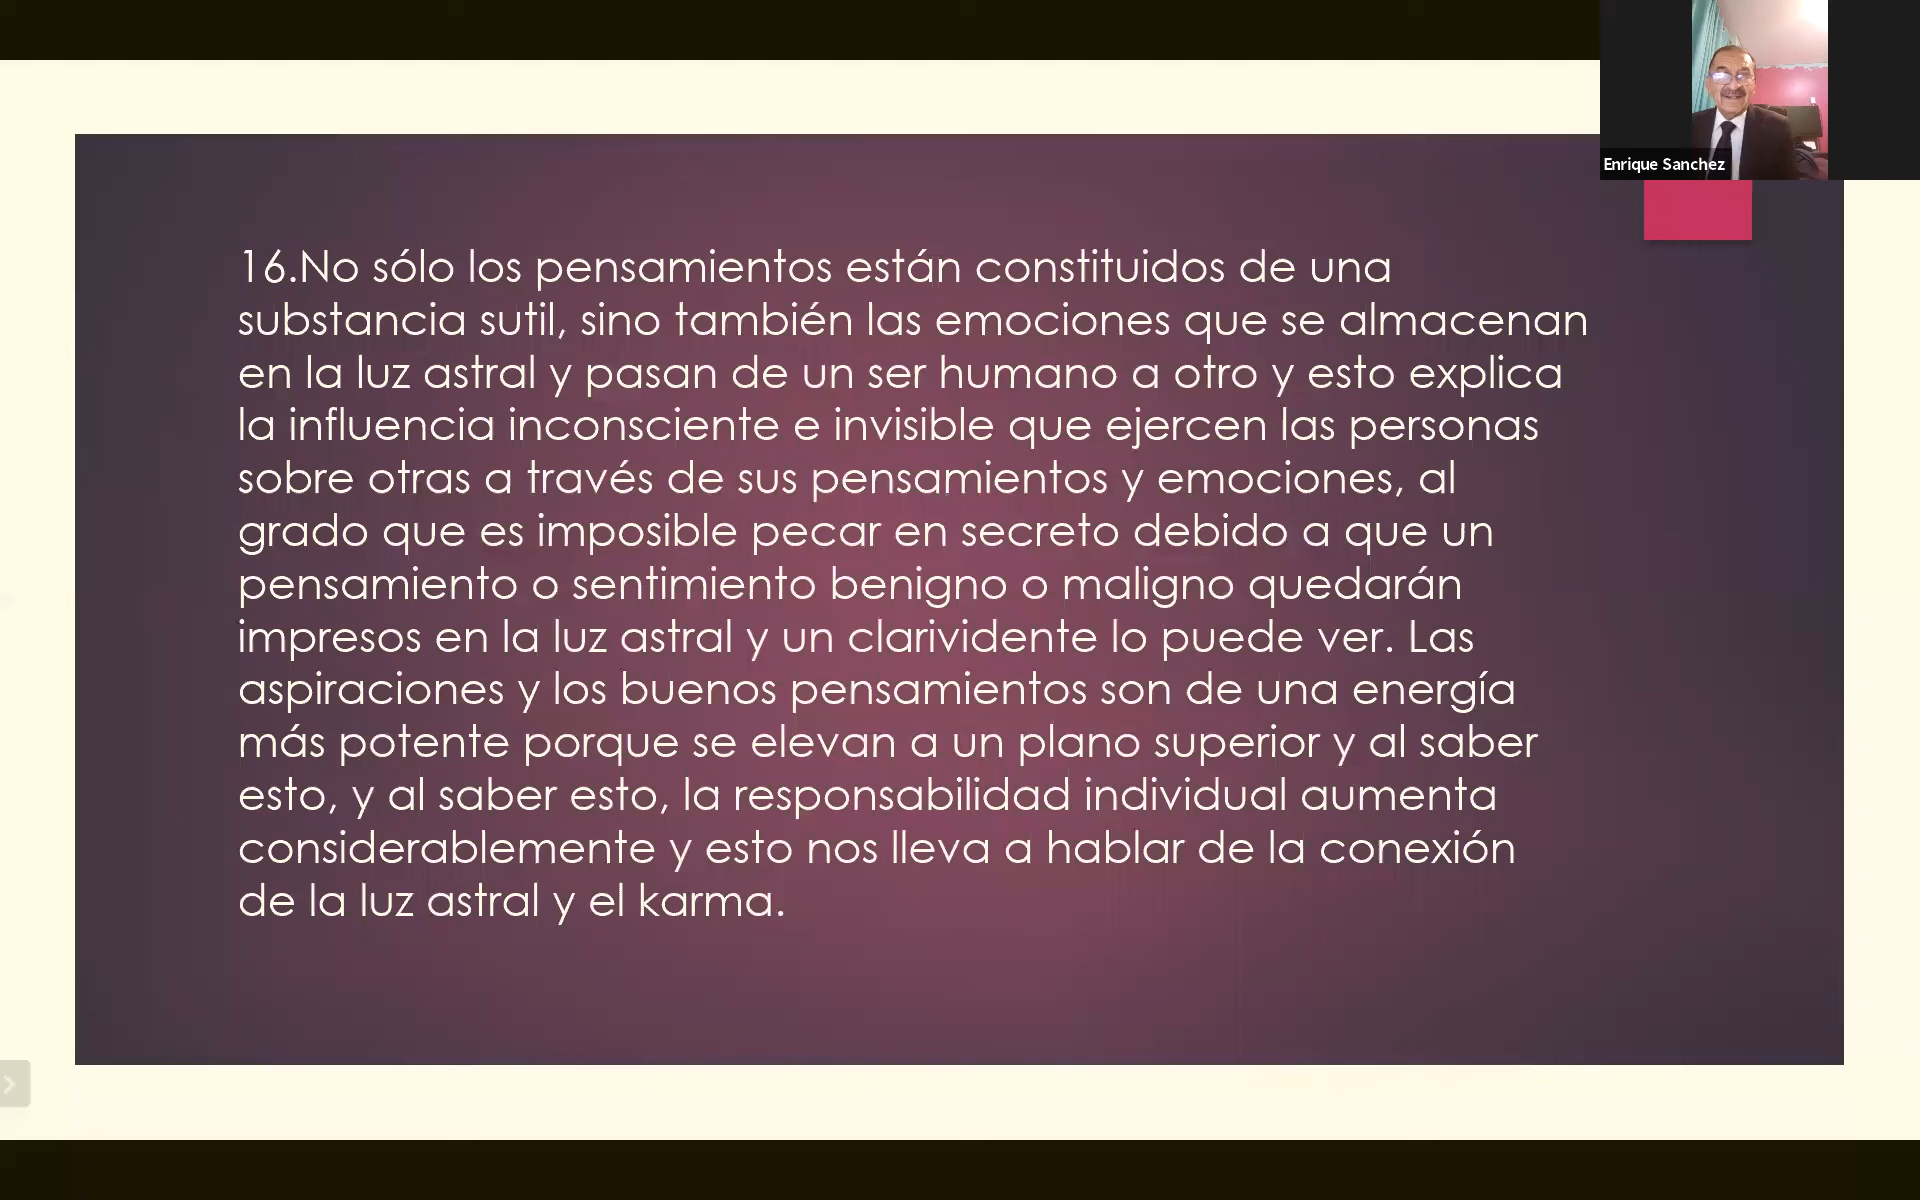 Enrique Sanchez
16.No sólo los pensamientos están constituidos de una
substancia sutil, sino también las emociones que se almacenan
en la luz astral y pasan de un ser humano a otro y esto explica
la influencia inconsciente e invisible que ejercen las personas
sobre otras a través de sus pensamientos y emociones, al
grado que es imposible pecar en secreto debido a que un
pensamiento o sentimiento benigno o maligno quedarán
impresos en la luz astral y un clarividente lo puede ver. Las
aspiraciones y los buenos pensamientos son de una energía
más potente porque se elevan a un plano superior y al saber
esto, y al saber esto, la responsabilidad individual aumenta
considerablemente y esto nos lleva a hablar de la conexión
de la luz astral y el karma.